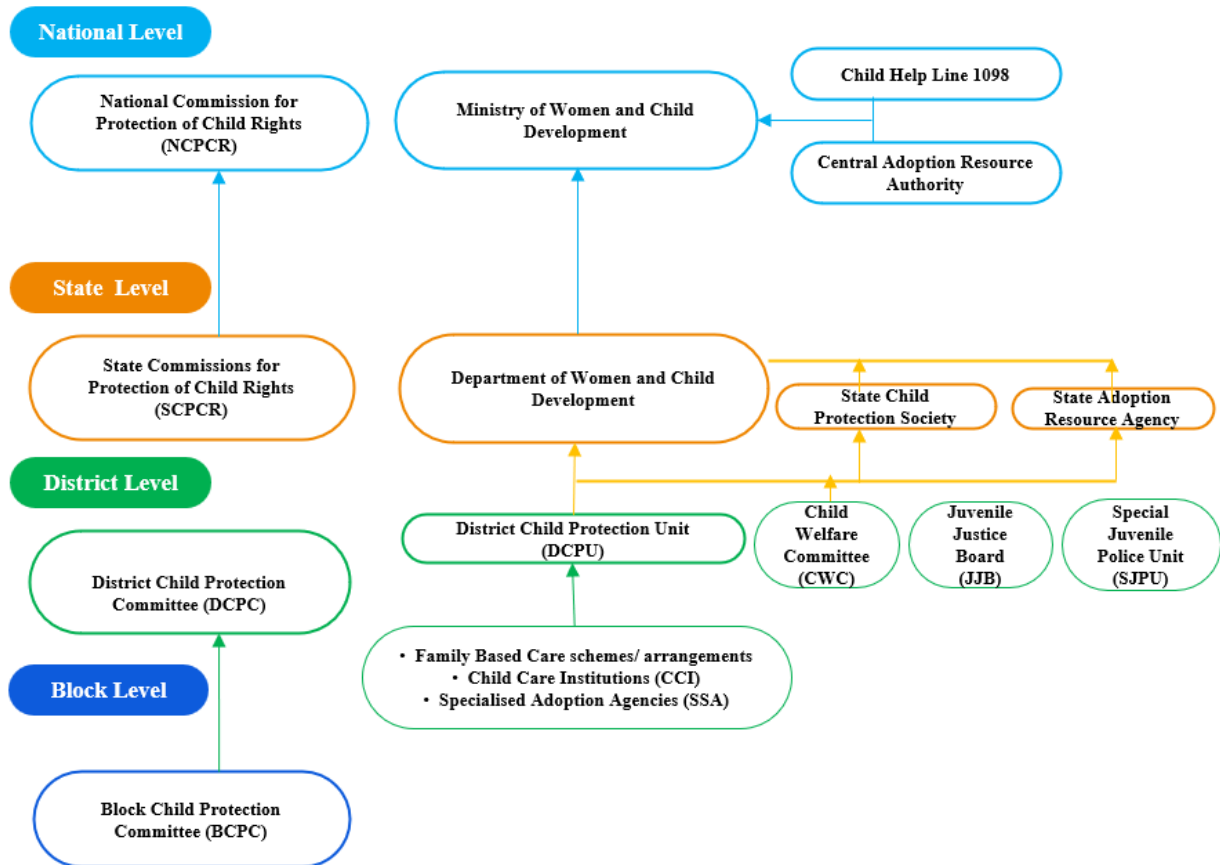 National Level
National Commission for
Protection of Child Rights
(NCPCR)
Ministry of Women and Child
Development
Child Help Line 1098
Central Adoption Resource
Authority
State Level
State Commissions for
Protection of Child Rights
(SCPCR)
Department of Women and Child
Development
State Child
Protection Society
State Adoption
Resource Agency
District Level
District Child Protection Unit
(DCPU)
Child
Welfare
Committee
(CWC)
Juvenile
Justice
Board
(JJB)
Special
Juvenile
Police Unit
(SJPU)
District Child Protection
Committee (DCPC)
• Family Based Care schemes/ arrangements
• Child Care Institutions (CCI)
• Specialised Adoption Agencies (SSA)
Block Level
Block Child Protection
Committee (BCPC)